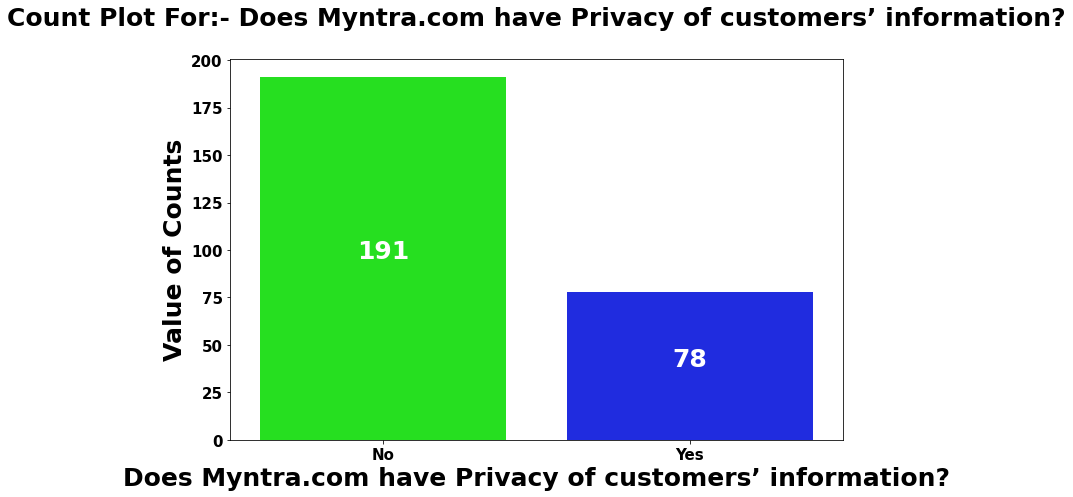 Count Plot For:- Does Myntra.com have Privacy of customers’ information?
200
175
150
125
100
75
50
25
0
Value of Counts
191
78
No
Yes
Does Myntra.com have Privacy of customers’ information?